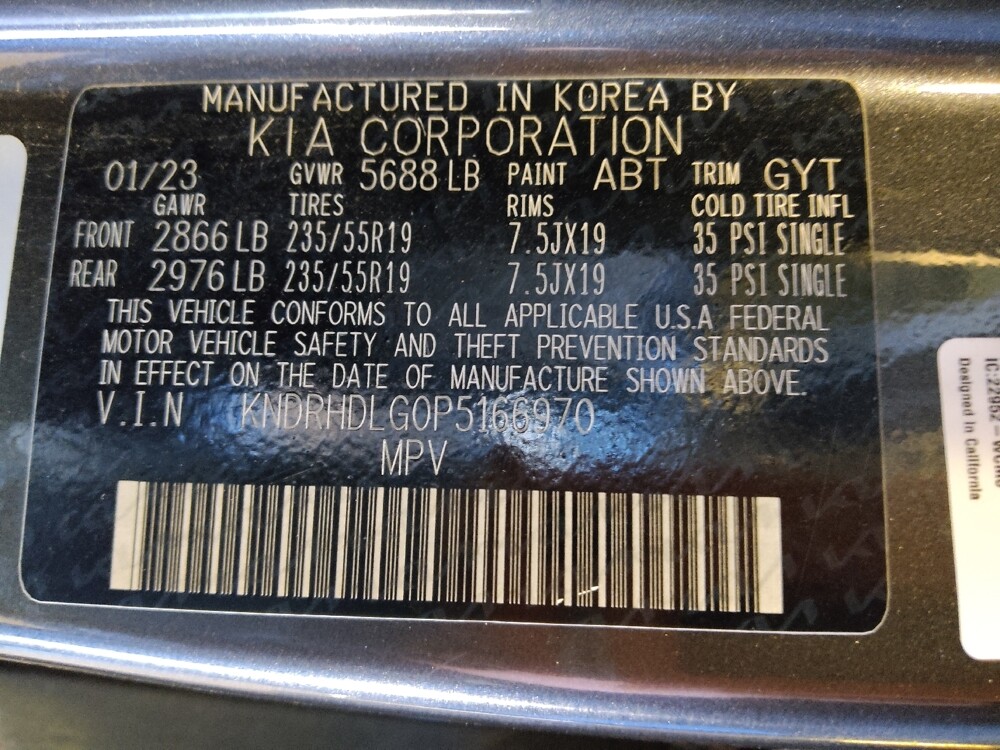 MANUFACTURED IN KOREA BY
KIA CORPORATION
01/23 GVWR 5688 LB PAINT ABT TRIM GYT
GAWR TIRES RIMS COLD TIRE INFL
FRONT 2866 LB 235/55R19 7.5JX19 35 PSI SINGLE
REAR 2976 LB 235/55R19 7.5JX19 35 PSI SINGLE
THIS VEHICLE CONFORMS TO ALL APPLICABLE U.S.A FEDERAL
MOTOR VEHICLE SAFETY AND THEFT PREVENTION STANDARDS
IN EFFECT ON THE DATE OF MANUFACTURE SHOWN ABOVE.
V.I.N KNDRHDLG0P5166970
MPV
Designed in California